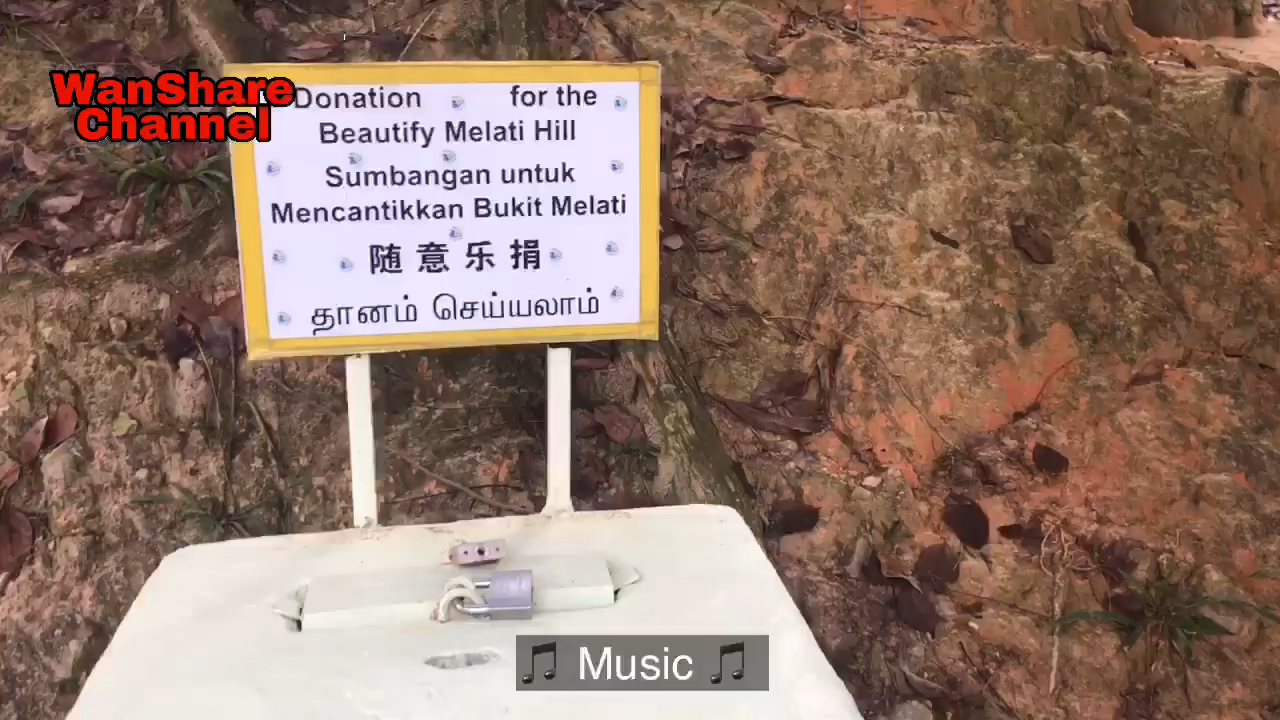 WanShare
Channel
Donation for the
Beautify Melati Hill
Sumbangan untuk
Mencantikkan Bukit Melati
随意乐捐
தானம் செய்யலாம்
🎵 Music 🎵